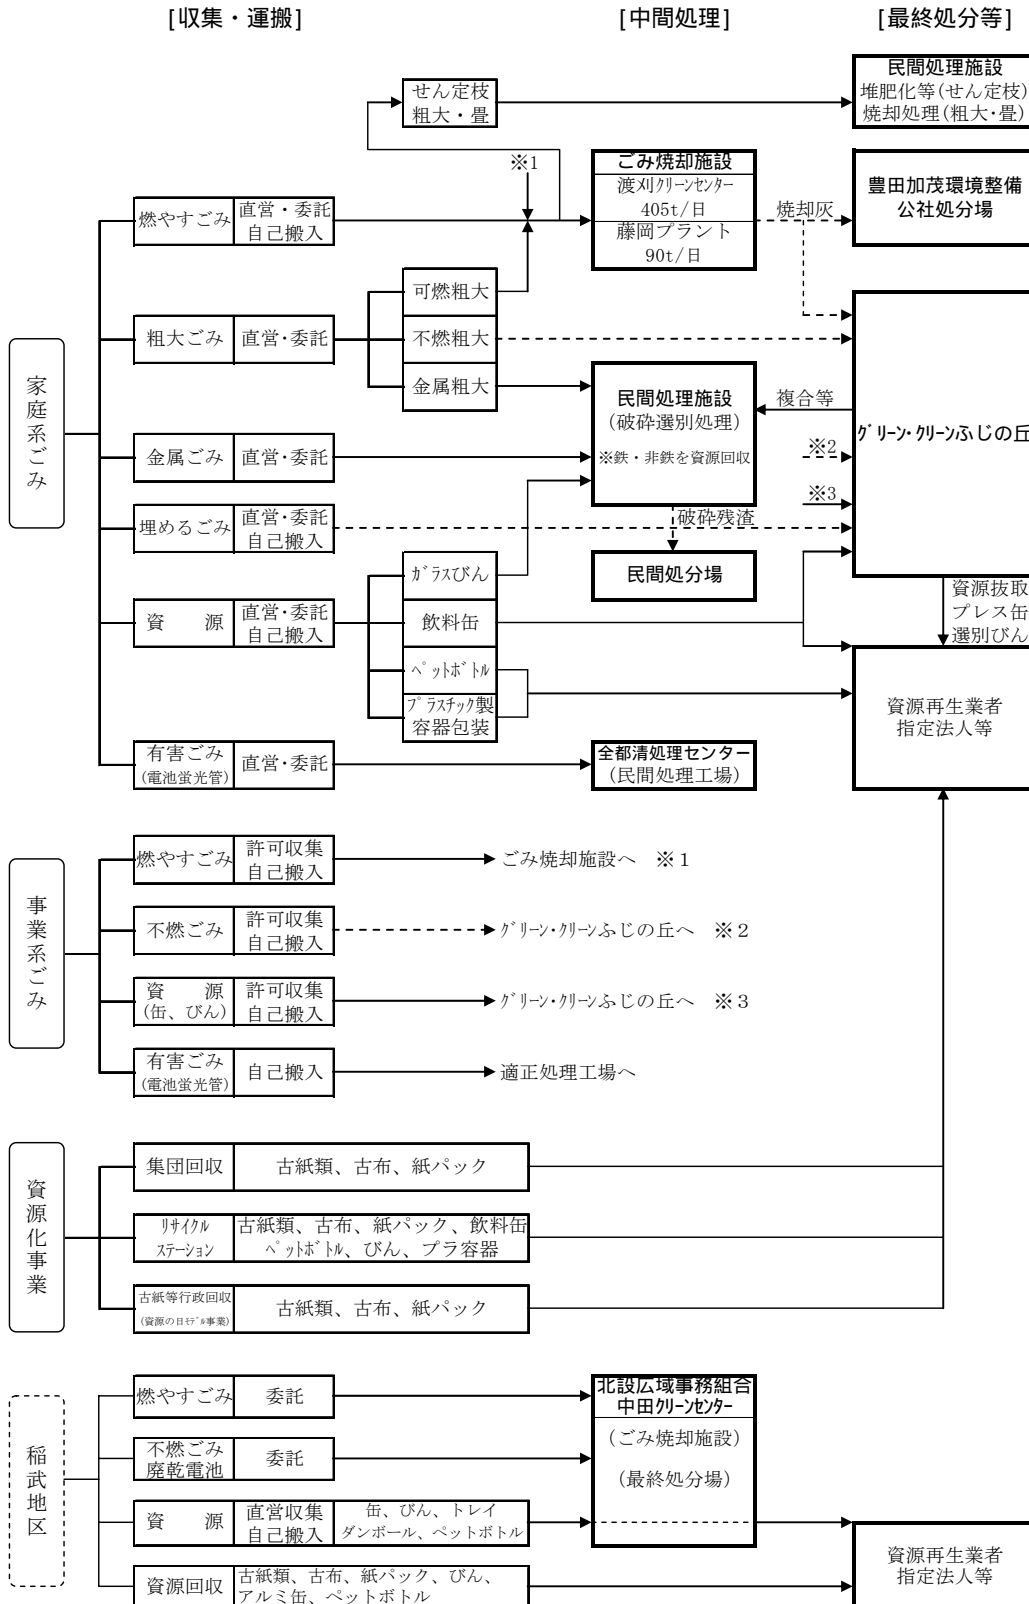 [収集・運搬]
[中間処理]
[最終処分等]
せん定枝
粗大・畳
民間処理施設
堆肥化等(せん定枝)
焼却処理(粗大・畳)
※1
ごみ焼却施設
渡刈クリーンセンター
405t/日
藤岡プラント
90t/日
焼却灰
豊田加茂環境整備
公社処分場
家庭系ごみ
燃やすごみ
直営・委託
自己搬入
粗大ごみ
直営・委託
可燃粗大
不燃粗大
金属粗大
民間処理施設
(破砕選別処理)
※鉄・非鉄を資源回収
複合等
グリーン・クリーンふじの丘
※2
※3
金属ごみ
直営・委託
埋めるごみ
直営・委託
自己搬入
破砕残渣
民間処分場
資　源
直営・委託
自己搬入
ガラスびん
飲料缶
ペットボトル
プラスチック製
容器包装
資源抜取
プレス缶
選別びん
資源再生業者
指定法人等
有害ごみ
(電池蛍光管)
直営・委託
全都清処理センター
(民間処理工場)
事業系ごみ
燃やすごみ
許可収集
自己搬入
ごみ焼却施設へ　※1
不燃ごみ
許可収集
自己搬入
グリーン・クリーンふじの丘へ　※2
資　源
(缶、びん)
許可収集
自己搬入
グリーン・クリーンふじの丘へ　※3
有害ごみ
(電池蛍光管)
自己搬入
適正処理工場へ
資源化事業
集団回収
古紙類、古布、紙パック
リサイクル
ステーション
古紙類、古布、紙パック、飲料缶
ペットボトル、びん、プラ容器
古紙等行政回収
(資源の日モデル事業)
古紙類、古布、紙パック
稲武地区
燃やすごみ
委託
北設広域事務組合
中田クリーンセンター
(ごみ焼却施設)
(最終処分場)
不燃ごみ
廃乾電池
委託
資　源
直営収集
自己搬入
缶、びん、トレイ
ダンボール、ペットボトル
資源回収
古紙類、古布、紙パック、びん、
アルミ缶、ペットボトル
資源再生業者
指定法人等